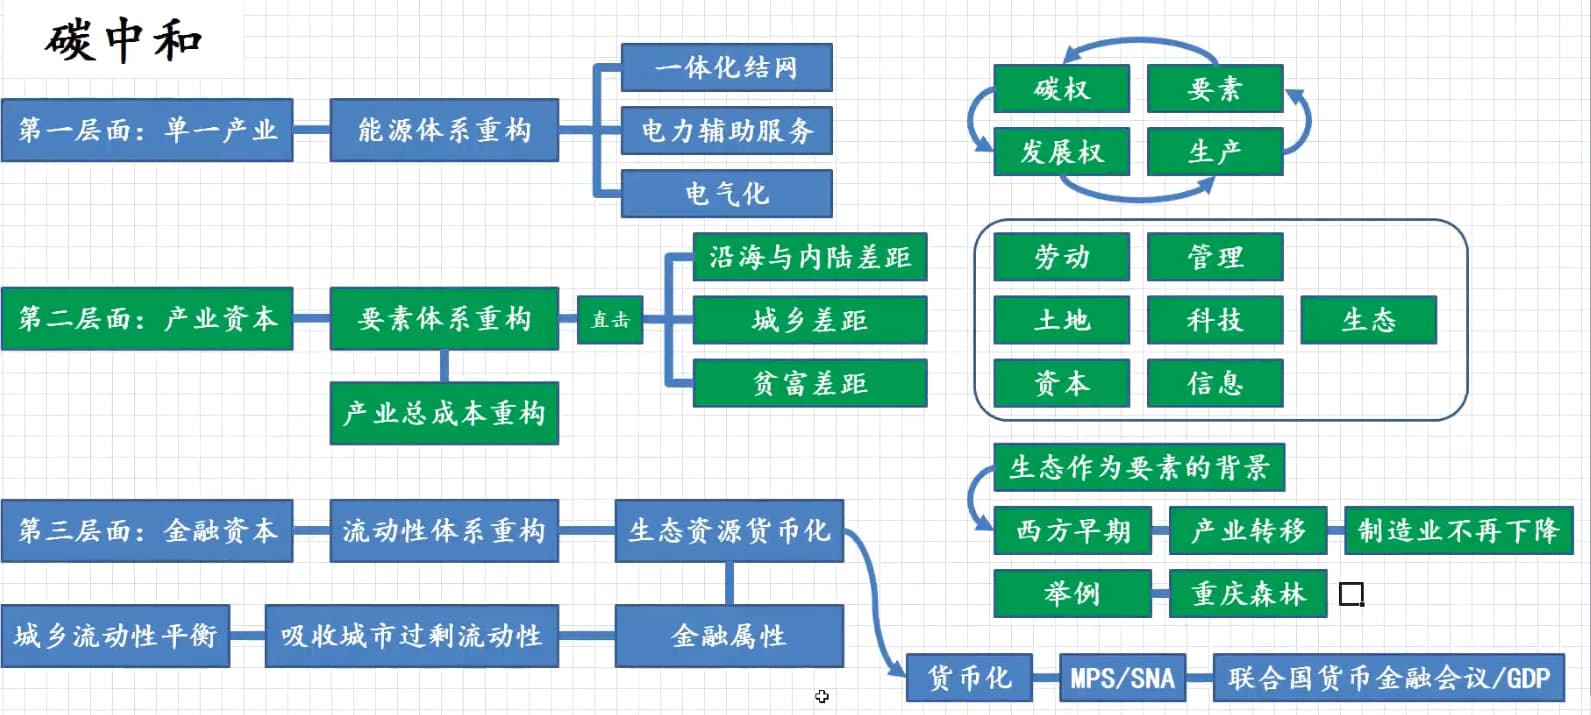 碳中和
第一层面：单一产业
能源体系重构
一体化结网
电力辅助服务
电气化
碳权
要素
发展权
生产
第二层面：产业资本
要素体系重构
直击
沿海与内陆差距
城乡差距
贫富差距
产业总成本重构
劳动
管理
土地
科技
生态
资本
信息
生态作为要素的背景
西方早期
产业转移
制造业不再下降
举例
重庆森林
第三层面：金融资本
流动性体系重构
生态资源货币化
城乡流动性平衡
吸收城市过剩流动性
金融属性
货币化
MPS/SNA
联合国货币金融会议/GDP